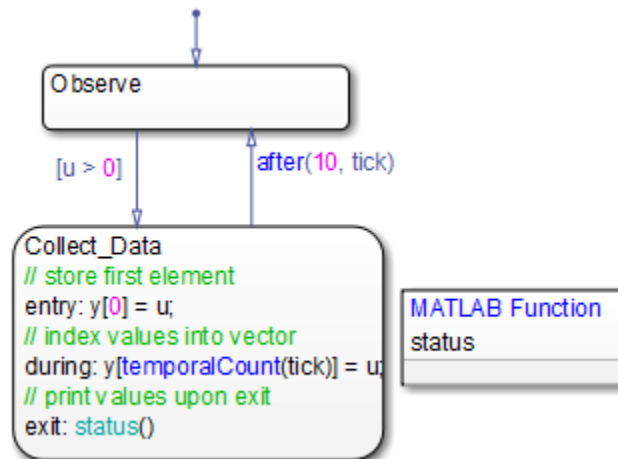 Observe
[u > 0]
after(10, tick)
Collect_Data
// store first element
entry: y[0] = u;
// index values into vector
during: y[temporalCount(tick)] = u;
// print values upon exit
exit: status()
MATLAB Function
status